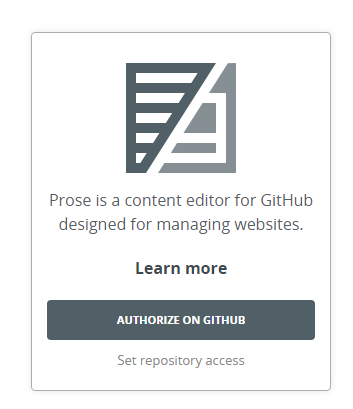 Prose is a content editor for GitHub
designed for managing websites.
Learn more
AUTHORIZE ON GITHUB
Set repository access